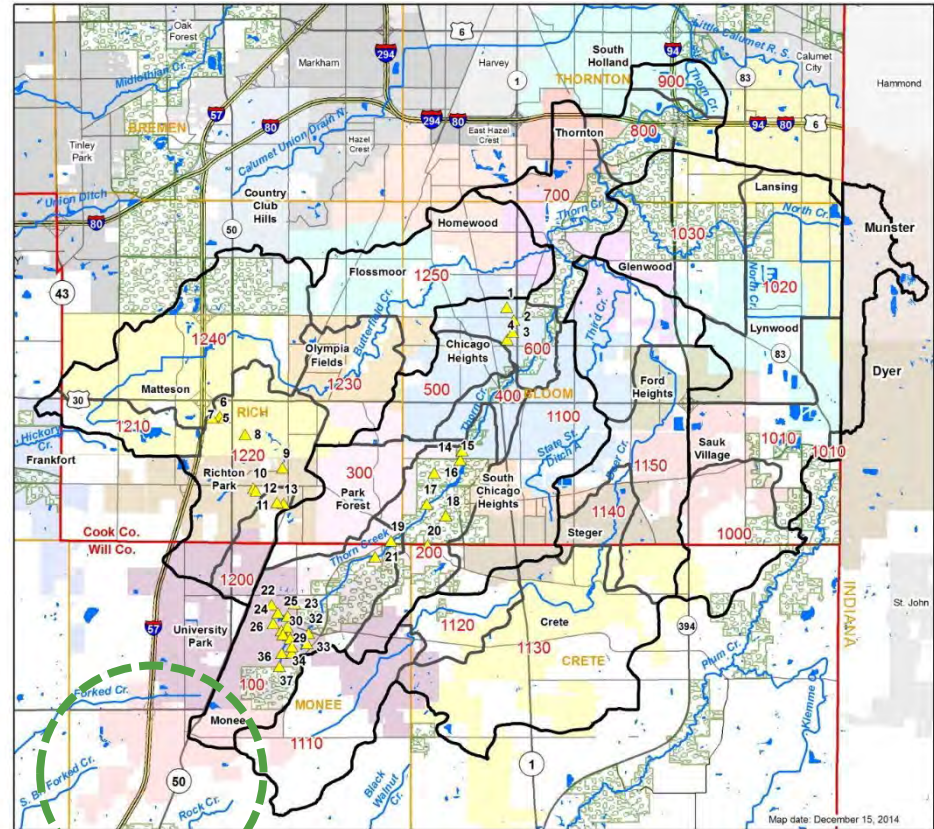 6
Oak
Forest
Markham
294
Harvey
1
South
Holland
94
Little Calumet R. S.
83
Calumet
City
Hammond
Midlothian Cr.
57
THORNTON
900
Thorn Cr.
BREMEN
80
294
80
94
80
6
Tinley
Park
Calumet Union Drain N.
Hazel
Crest
East Hazel
Crest
Thornton
800
Union Ditch
80
Country
Club
Hills
50
700
Thorn Cr.
Lansing
North Cr.
Homewood
1030
Munster
43
Flossmoor
1250
Glenwood
North Cr.
1020
1
2
4
3
Butterfield Cr.
Third Cr.
Lynwood
1240
Olympia
Fields
Chicago
Heights
600
83
Dyer
30
Matteson
1230
500
400
BLOOM
Ford
Heights
Thorn Cr.
1210
6
7
5
RICH
1100
Hickory
Cr.
Frankfort
8
1220
State St.
Ditch A
Deer Cr.
Sauk
Village
1010
1010
9
14
15
1150
Richton
Park
10
12
13
11
300
Park
Forest
16
17
South
Chicago
Heights
18
1140
19
20
Steger
1000
Cook Co.
Will Co.
Thorn Creek
21
200
1200
22
25
23
24
30
32
26
29
33
36
34
37
University
Park
100
INDIANA
St. John
57
1120
Crete
394
1130
CRETE
Plum Cr.
Klemme C
Forked Cr.
MONEE
Monee
1110
S. B. Forked Cr.
50
Rock Cr.
Black
Walnut
Cr.
1
Map date: December 15, 2014